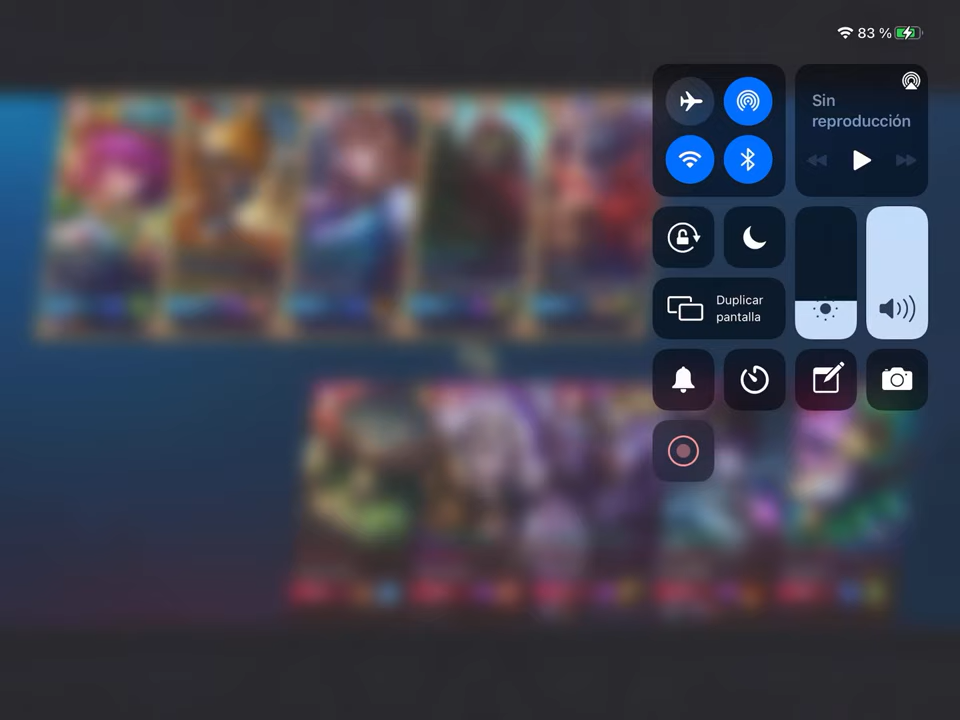 83 %
Sin
reproducción
Duplicar
pantalla